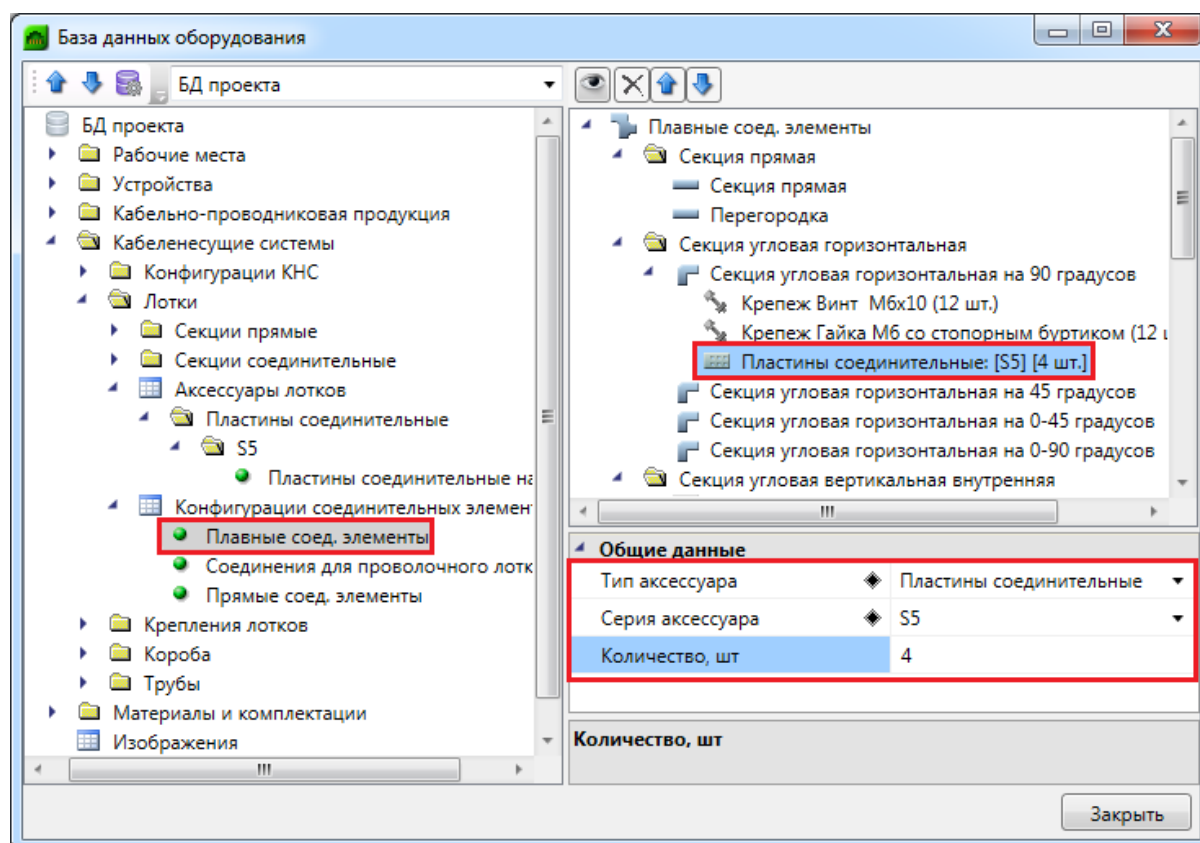 База данных оборудования
БД проекта
БД проекта
Рабочие места
Устройства
Кабельно-проводниковая продукция
Кабеленесущие системы
Конфигурации КНС
Лотки
Секции прямые
Секции соединительные
Аксессуары лотков
Пластины соединительные
S5
Пластины соединительные на
Конфигурации соединительных элемен
Плавные соед. элементы
Соединения для проволочного лотк
Прямые соед. элементы
Крепления лотков
Короба
Трубы
Материалы и комплектации
Изображения
Плавные соед. элементы
Секция прямая
Секция прямая
Перегородка
Секция угловая горизонтальная
Секция угловая горизонтальная на 90 градусов
Крепеж Винт М6х10 (12 шт.)
Крепеж Гайка М6 со стопорным буртиком (12 ш
Пластины соединительные: [S5] [4 шт.]
Секция угловая горизонтальная на 45 градусов
Секция угловая горизонтальная на 0-45 градусов
Секция угловая горизонтальная на 0-90 градусов
Секция угловая вертикальная внутренняя
Общие данные
Тип аксессуара Пластины соединительные
Серия аксессуара S5
Количество, шт 4
Количество, шт
Закрыть